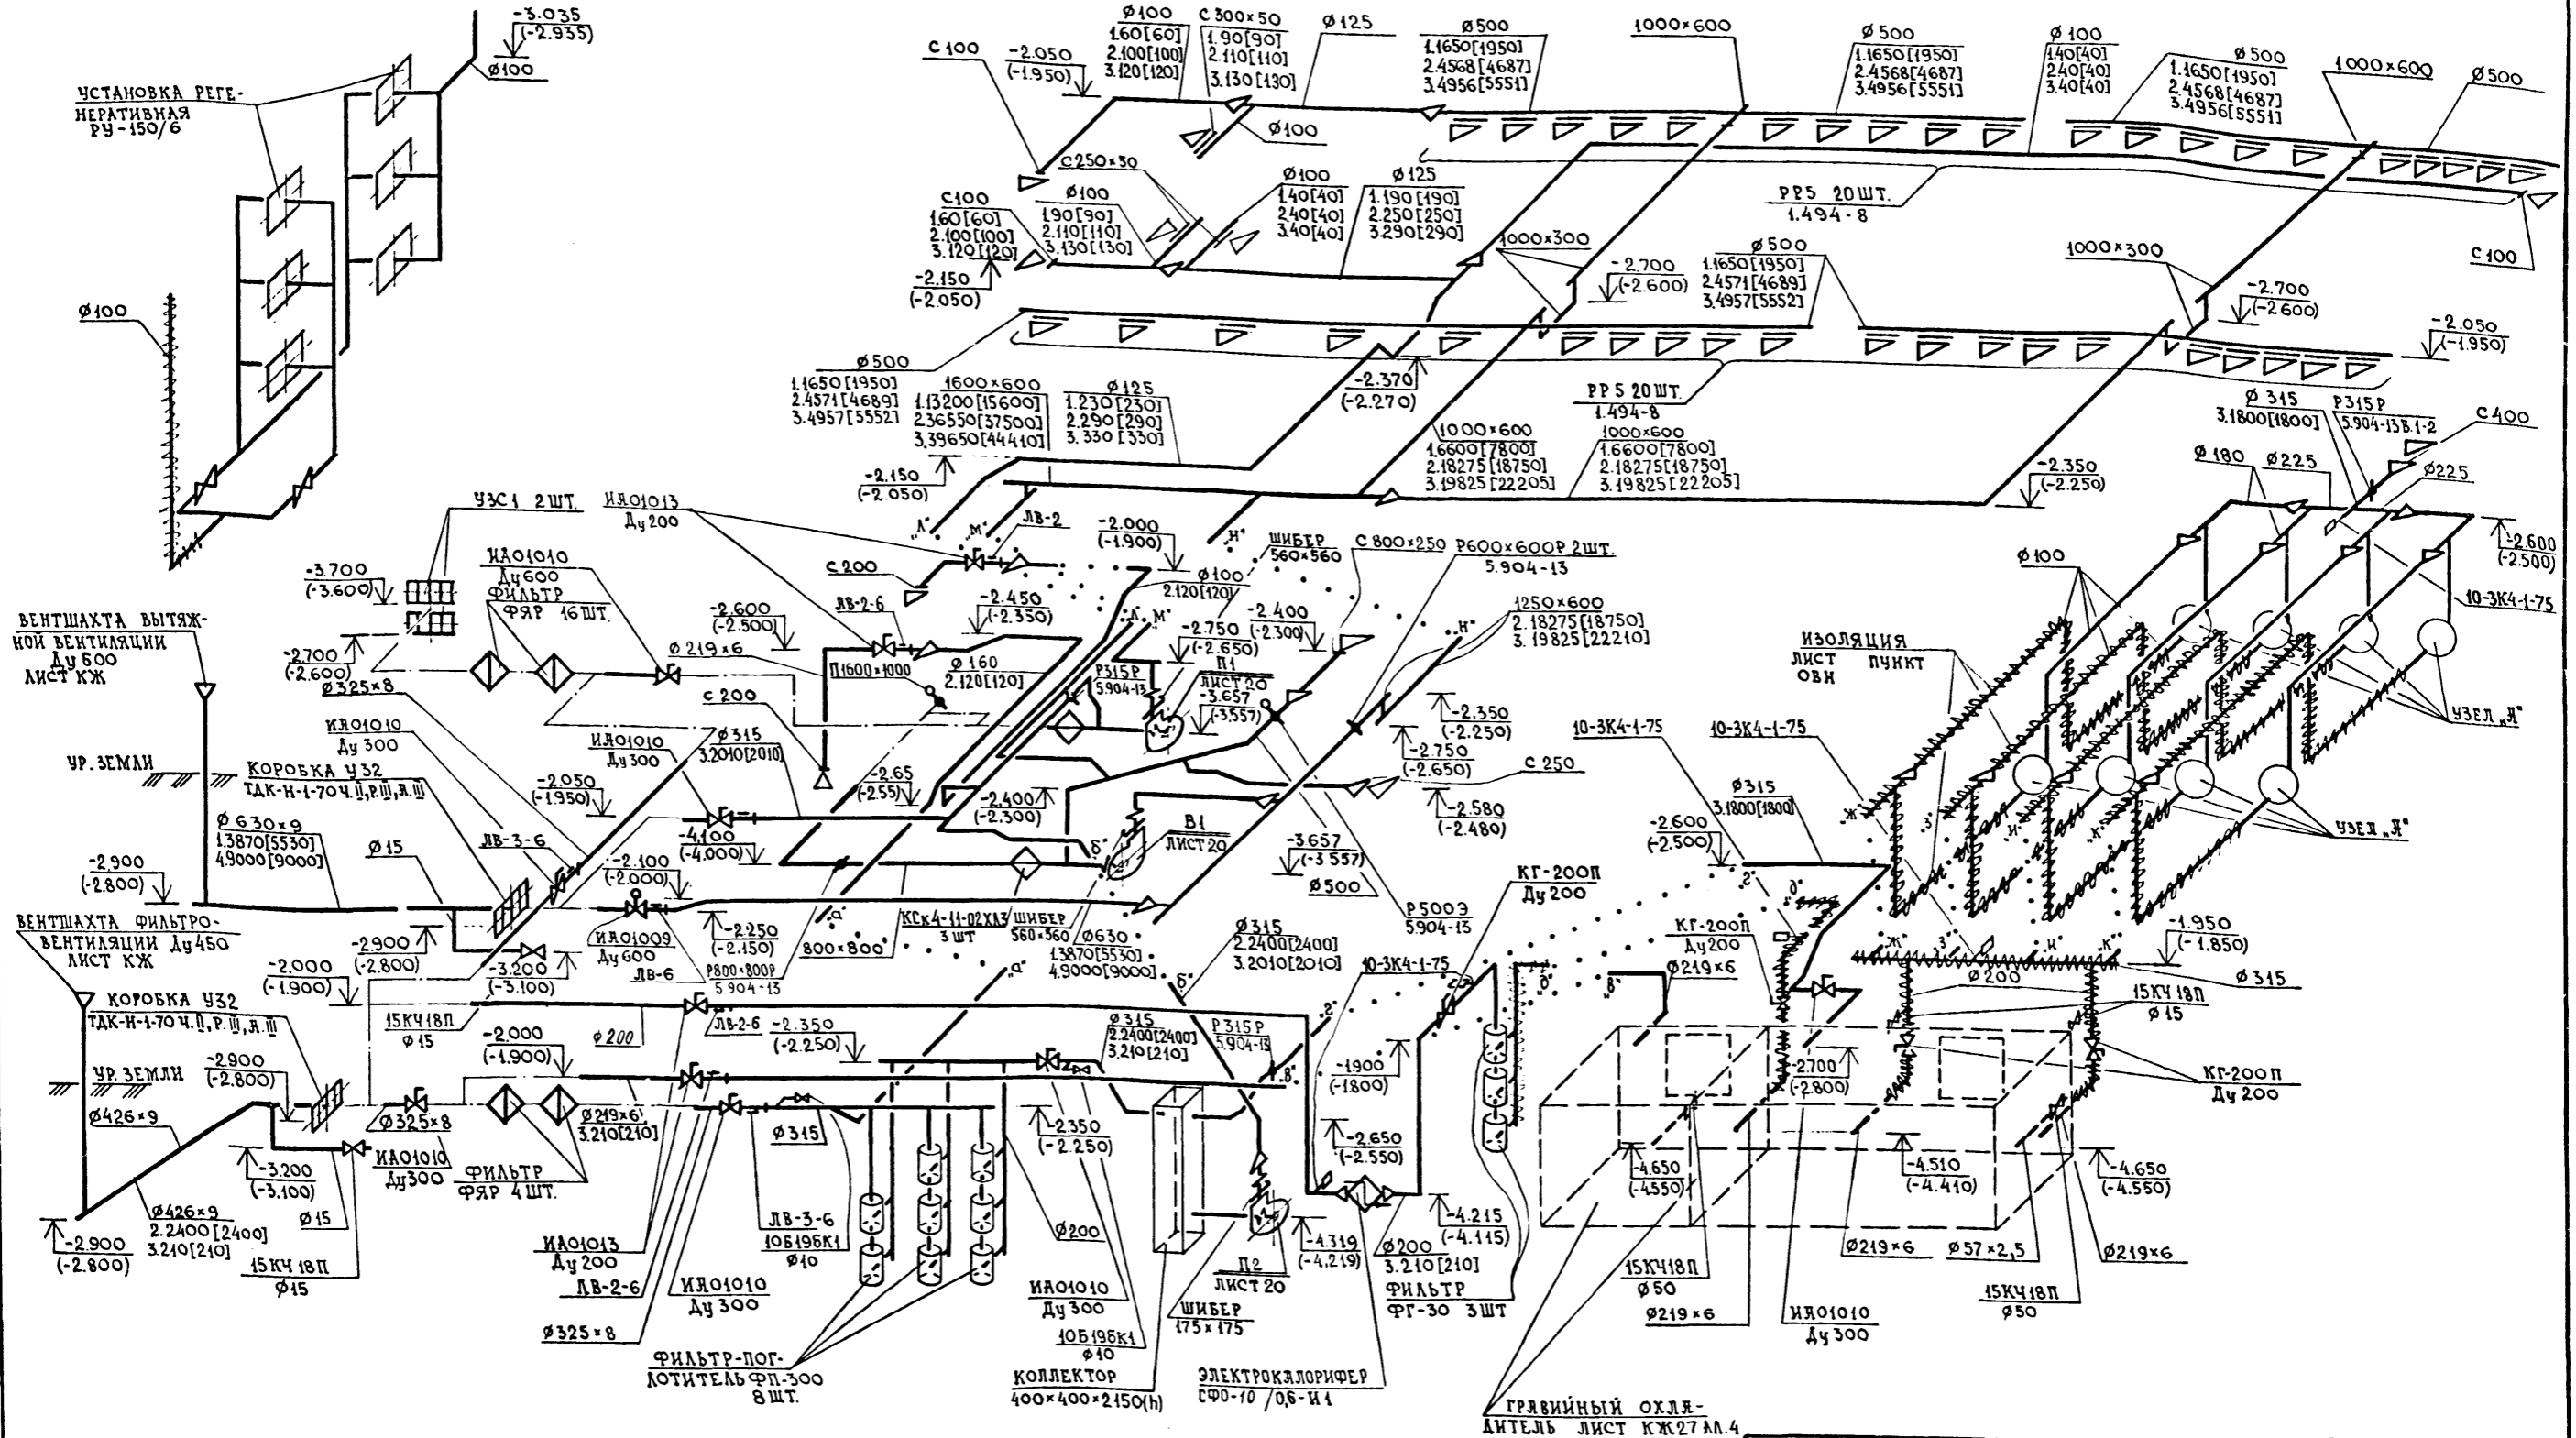 -3.035
(-2.935)
Ø100
УСТАНОВКА РЕГЕ-
НЕРАТИВНАЯ
РУ-150/6
Ø100
С100
-2.050
(-1.950)
Ø100
1.60[60]
2.100[100]
3.120[120]
С300×50
1.90[90]
2.110[110]
3.130[130]
Ø125
Ø500
1.1650[1950]
2.4568[4687]
3.4956[5551]
1000×600
Ø500
1.1650[1950]
2.4568[4687]
3.4956[5551]
Ø100
1.40[40]
2.40[40]
3.40[40]
Ø500
1.1650[1950]
2.4568[4687]
3.4956[5551]
1000×600
Ø500
Ø100
С250×50
С100
1.60[60]
2.100[100]
3.120[120]
Ø100
1.90[90]
2.110[110]
3.130[130]
Ø100
1.40[40]
2.40[40]
3.40[40]
Ø125
1.190[190]
2.250[250]
3.290[290]
РР5 20ШТ.
1.494-8
С100
-2.150
(-2.050)
1000×300
-2.700
(-2.600)
Ø500
1.1650[1950]
2.4571[4689]
3.4957[5552]
1000×300
-2.700
(-2.600)
-2.050
(-1.950)
Ø500
1.1650[1950]
2.4571[4689]
3.4957[5552]
1600×600
1.13200[15600]
2.36550[37500]
3.39650[44410]
Ø125
1.230[230]
2.290[290]
3.330[330]
-2.370
(-2.270)
РР5 20ШТ.
1.494-8
1000×600
1.6600[7800]
2.18275[18750]
3.19825[22205]
1000×600
1.6600[7800]
2.18275[18750]
3.19825[22205]
Ø315
3.1800[1800]
Р315Р
5.904-13В.1-2
С400
Ø180
Ø225
Ø225
-2.350
(-2.250)
-2.150
(-2.050)
-2.600
(-2.500)
10-3К4-1-75
УЗС1 2ШТ.
ИА01013
Ду200
„Л"
„М"
ЛВ-2
-2.000
(-1.900)
„Н"
ШИБЕР
560×560
С800×250
Р600×600Р 2ШТ.
5.904-13
Ø100
-3.700
(-3.600)
ИА01010
Ду600
ФИЛЬТР
ФЯР 16ШТ.
С200
Ø100
2.120[120]
ЛВ-2-6
-2.600
(-2.500)
-2.450
(-2.350)
„Л"
„М"
-2.400
(-2.300)
„Н"
1250×600
2.18275[18750]
3.19825[22210]
ВЕНТШАХТА ВЫТЯЖ-
НОЙ ВЕНТИЛЯЦИИ
Ду600
ЛИСТ КЖ
-2.700
(-2.600)
Ø219×6
П1600×1000
Ø160
2.120[120]
-2.750
(-2.650)
Р315Р
5.904-13
П1
ЛИСТ20
-3.657
(-3.557)
ИЗОЛЯЦИЯ
ЛИСТ ПУНКТ
ОВН
УЗЕЛ „А"
Ø325×8
С200
ИА01010
Ду300
ИА01010
Ду300
Ø315
3.2010[2010]
-2.350
(-2.250)
-2.750
(-2.650)
10-3К4-1-75
10-3К4-1-75
С250
УР. ЗЕМЛИ
КОРОБКА У32
ТДК-Н-1-70Ч.II,Р.III,Л.III
-2.050
(-1.950)
-2.65
(-2.55)
-2.400
(-2.300)
-2.580
(-2.480)
Ø315
3.1800[1800]
-2.600
(-2.500)
„Ж"
„З"
„И"
„К"
УЗЕЛ „А"
Ø630×9
1.3870[5530]
4.9000[9000]
Ø15
ЛВ-3-6
-4.100
(-4.000)
„б"
В1
ЛИСТ20
-3.657
(-3.557)
Ø500
-2.900
(-2.800)
-2.100
(-2.000)
КГ-200П
Ду200
„г"
„д"
Р500Э
5.904-13
„а"
КСк4-11-02ХЛ3
3ШТ
ШИБЕР
560×560
Ø630
1.3870[5530]
4.9000[9000]
Ø315
2.2400[2400]
3.2010[2010]
КГ-200П
Ду200
Ø219×6
„Ж"
„З"
„И"
„К"
-1.950
(-1.850)
Ø200
Ø315
ВЕНТШАХТА ФИЛЬТРО-
ВЕНТИЛЯЦИИ Ду450
ЛИСТ КЖ
-2.900
(-2.800)
-3.200
(-3.100)
ИА01009
Ду600
ЛВ-6
-2.250
(-2.150)
800×800
Р800×800Р
5.904-13
„а"
„б"
10-3К4-1-75
„д"
„в"
-2.000
(-1.900)
КОРОБКА У32
ТДК-Н-1-70Ч.II,Р.III,Л.III
15КЧ18П
Ø15
Ø200
ЛВ-2-6
-2.350
(-2.250)
Ø315
2.2400[2400]
3.210[210]
Р315Р
5.904-13
„г"
„в"
15КЧ18П
Ø15
-1.900
(-1.800)
-2.700
(-2.800)
КГ-200П
Ду200
УР. ЗЕМЛИ
-2.900
(-2.800)
-2.000
(-1.900)
Ø426×9
Ø325×8
Ø219×6
3.210[210]
Ø315
-2.350
(-2.250)
-2.650
(-2.550)
-4.650
(-4.550)
-4.510
(-4.410)
-4.650
(-4.550)
-3.200
(-3.100)
ИА01010
Ду300
ФИЛЬТР
ФЯР 4ШТ.
Ø426×9
2.2400[2400]
3.210[210]
Ø15
15КЧ18П
Ø15
-2.900
(-2.800)
ИА01013
Ду200
ЛВ-2-6
Ø325×8
ИА01010
Ду300
ЛВ-3-6
10Б19БК1
Ø10
Ø200
ИА01010
Ду300
10Б19БК1
Ø10
П2
ЛИСТ20
ШИБЕР
175×175
-4.319
(-4.219)
-4.215
(-4.115)
Ø200
3.210[210]
ФИЛЬТР
ФГ-30 3ШТ
15КЧ18П
Ø50
Ø219×6
Ø219×6
Ø57×2,5
Ø219×6
ИА01010
Ду300
15КЧ18П
Ø50
ФИЛЬТР-ПОГ-
ЛОТИТЕЛЬ ФП-300
8ШТ.
КОЛЛЕКТОР
400×400×2150(h)
ЭЛЕКТРОКАЛОРИФЕР
СФО-10/0,6-И1
ГРАВИЙНЫЙ ОХЛА-
ДИТЕЛЬ ЛИСТ КЖ27 АЛ.4